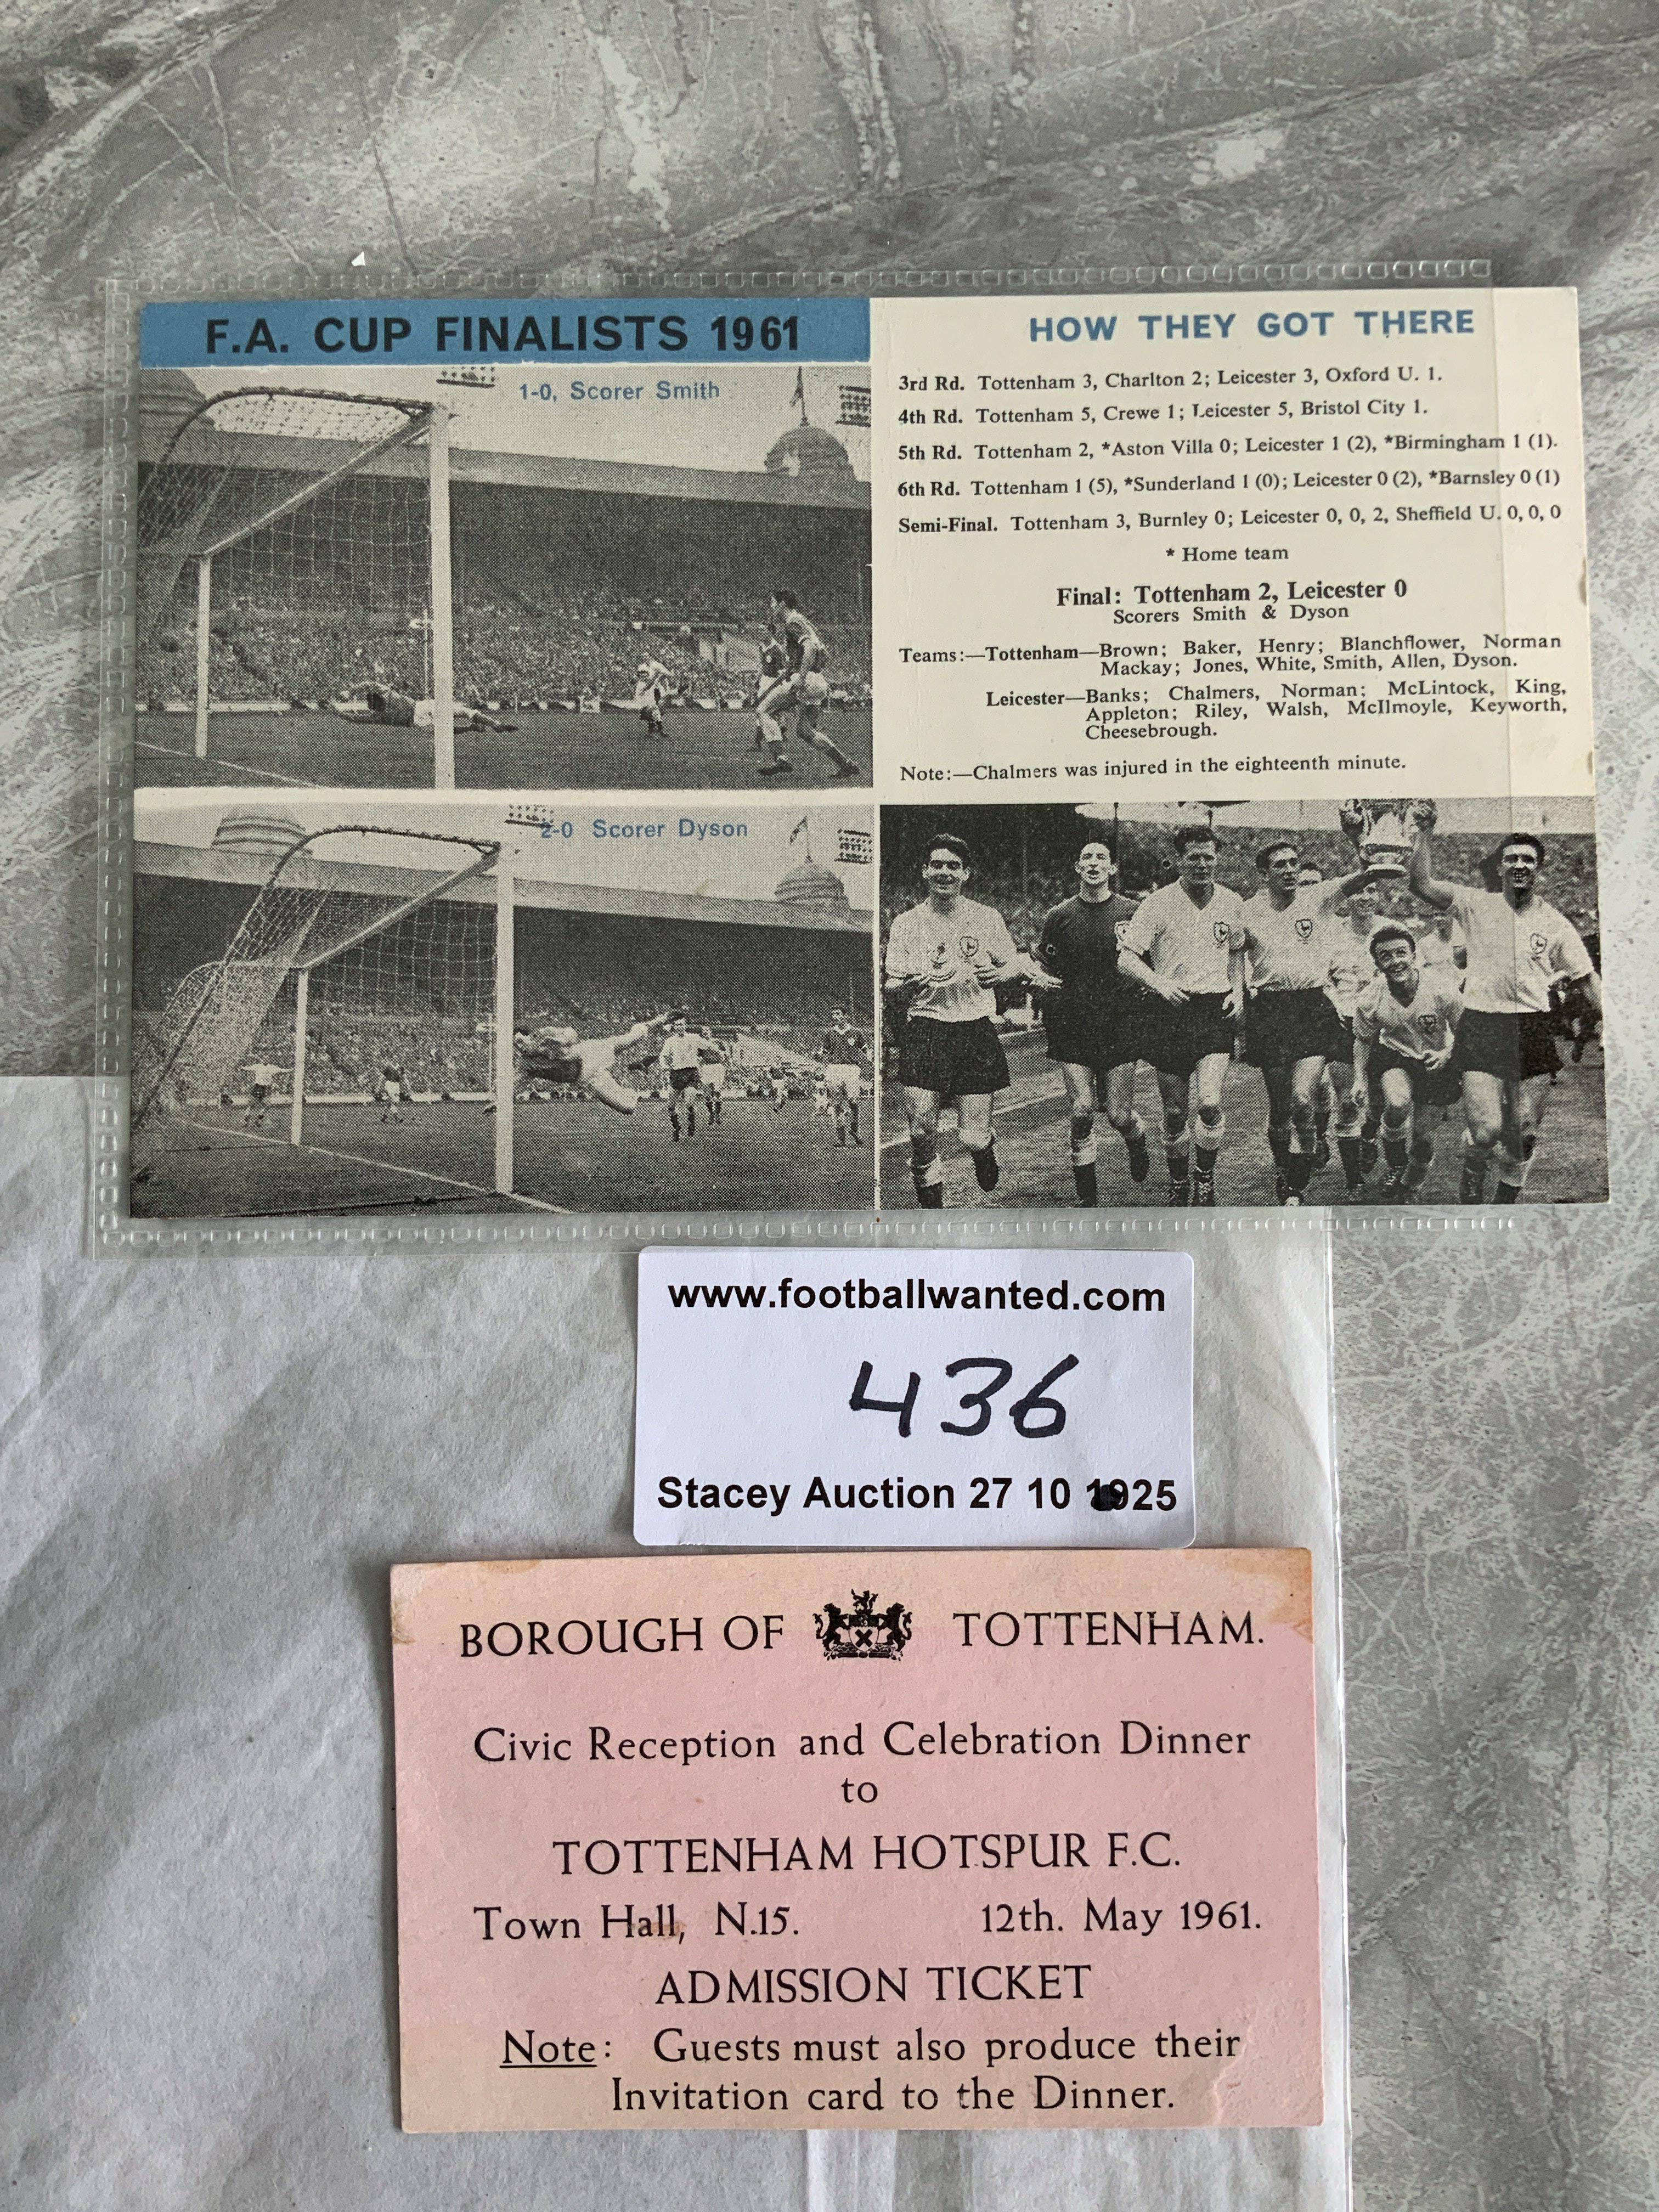 F.A. CUP FINALISTS 1961
1-0, Scorer Smith
2-0 Scorer Dyson
HOW THEY GOT THERE
3rd Rd. Tottenham 3, Charlton 2; Leicester 3, Oxford U. 1.
4th Rd. Tottenham 5, Crewe 1; Leicester 5, Bristol City 1.
5th Rd. Tottenham 2, *Aston Villa 0; Leicester 1 (2), *Birmingham 1 (1).
6th Rd. Tottenham 1 (5), *Sunderland 1 (0); Leicester 0 (2), *Barnsley 0 (1)
Semi-Final. Tottenham 3, Burnley 0; Leicester 0, 0, 2, Sheffield U. 0, 0, 0
* Home team
Final: Tottenham 2, Leicester 0
Scorers Smith & Dyson
Teams:—Tottenham—Brown; Baker, Henry; Blanchflower, Norman
Mackay; Jones, White, Smith, Allen, Dyson.
Leicester—Banks; Chalmers, Norman; McLintock, King,
Appleton; Riley, Walsh, McIlmoyle, Keyworth,
Cheesebrough.
Note:—Chalmers was injured in the eighteenth minute.
www.footballwanted.com
436
Stacey Auction 27 10 1925
BOROUGH OF TOTTENHAM.
Civic Reception and Celebration Dinner
to
TOTTENHAM HOTSPUR F.C.
Town Hall, N.15. 12th. May 1961.
ADMISSION TICKET
Note: Guests must also produce their
Invitation card to the Dinner.